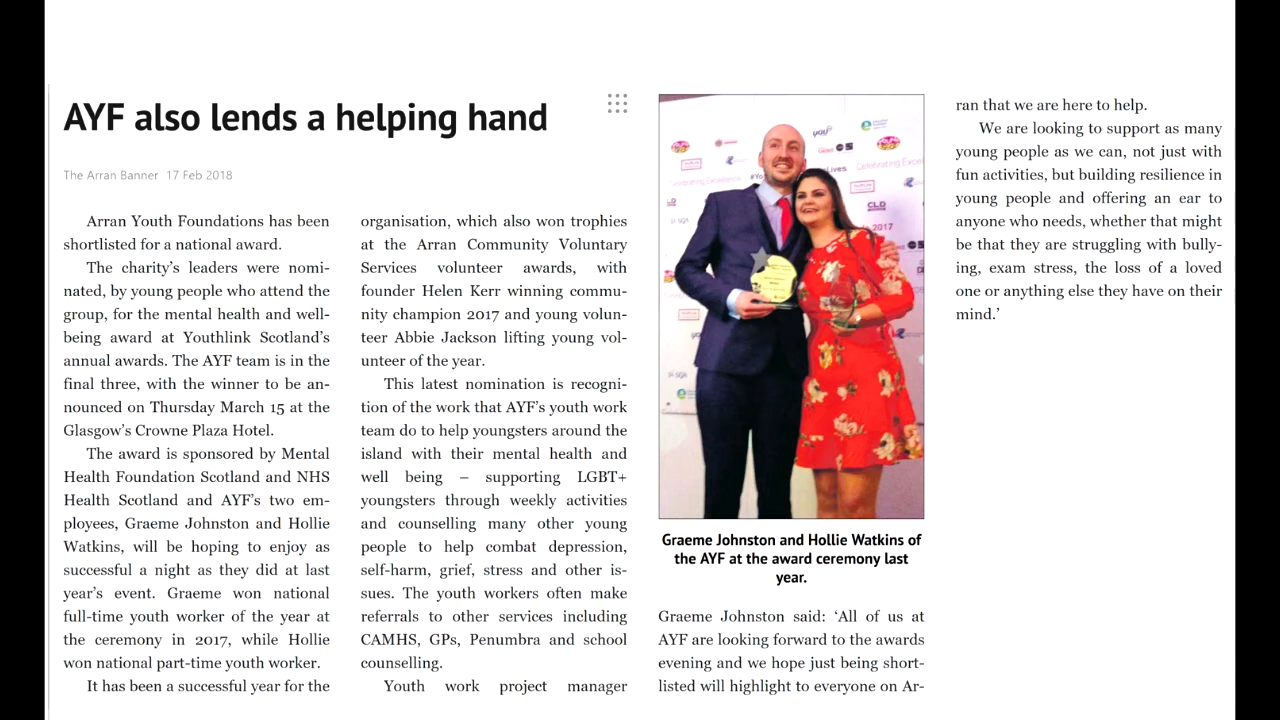 AYF also lends a helping hand
The Arran Banner 17 Feb 2018
Arran Youth Foundations has been
shortlisted for a national award.
The charity's leaders were nomi-
nated, by young people who attend the
group, for the mental health and well-
being award at Youthlink Scotland's
annual awards. The AYF team is in the
final three, with the winner to be an-
nounced on Thursday March 15 at the
Glasgow's Crowne Plaza Hotel.
The award is sponsored by Mental
Health Foundation Scotland and NHS
Health Scotland and AYF's two em-
ployees, Graeme Johnston and Hollie
Watkins, will be hoping to enjoy as
successful a night as they did at last
year's event. Graeme won national
full-time youth worker of the year at
the ceremony in 2017, while Hollie
won national part-time youth worker.
It has been a successful year for the
organisation, which also won trophies
at the Arran Community Voluntary
Services volunteer awards, with
founder Helen Kerr winning commu-
nity champion 2017 and young volun-
teer Abbie Jackson lifting young vol-
unteer of the year.
This latest nomination is recogni-
tion of the work that AYF's youth work
team do to help youngsters around the
island with their mental health and
well being – supporting LGBT+
youngsters through weekly activities
and counselling many other young
people to help combat depression,
self-harm, grief, stress and other is-
sues. The youth workers often make
referrals to other services including
CAMHS, GPs, Penumbra and school
counselling.
Youth work project manager
Lives
CLD
2017
Graeme Johnston and Hollie Watkins of
the AYF at the award ceremony last
year.
Graeme Johnston said: 'All of us at
AYF are looking forward to the awards
evening and we hope just being short-
listed will highlight to everyone on Ar-
ran that we are here to help.
We are looking to support as many
young people as we can, not just with
fun activities, but building resilience in
young people and offering an ear to
anyone who needs, whether that might
be that they are struggling with bully-
ing, exam stress, the loss of a loved
one or anything else they have on their
mind.'